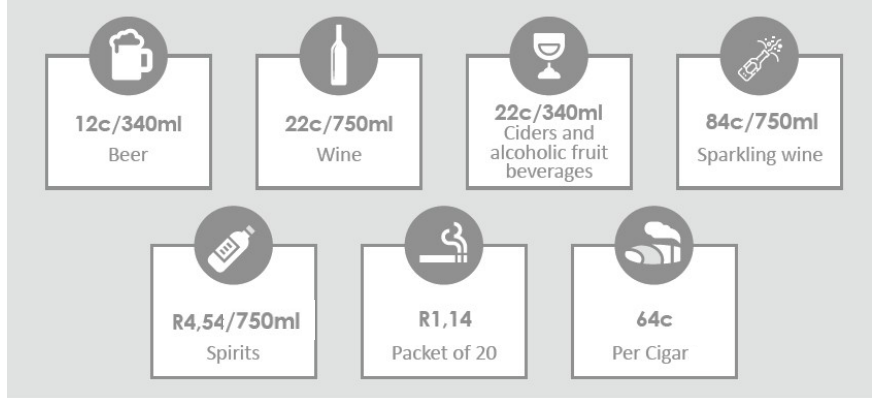 12c/340ml
Beer
22c/750ml
Wine
22c/340ml
Ciders and
alcoholic fruit
beverages
84c/750ml
Sparkling wine
R4,54/750ml
Spirits
R1,14
Packet of 20
64c
Per Cigar